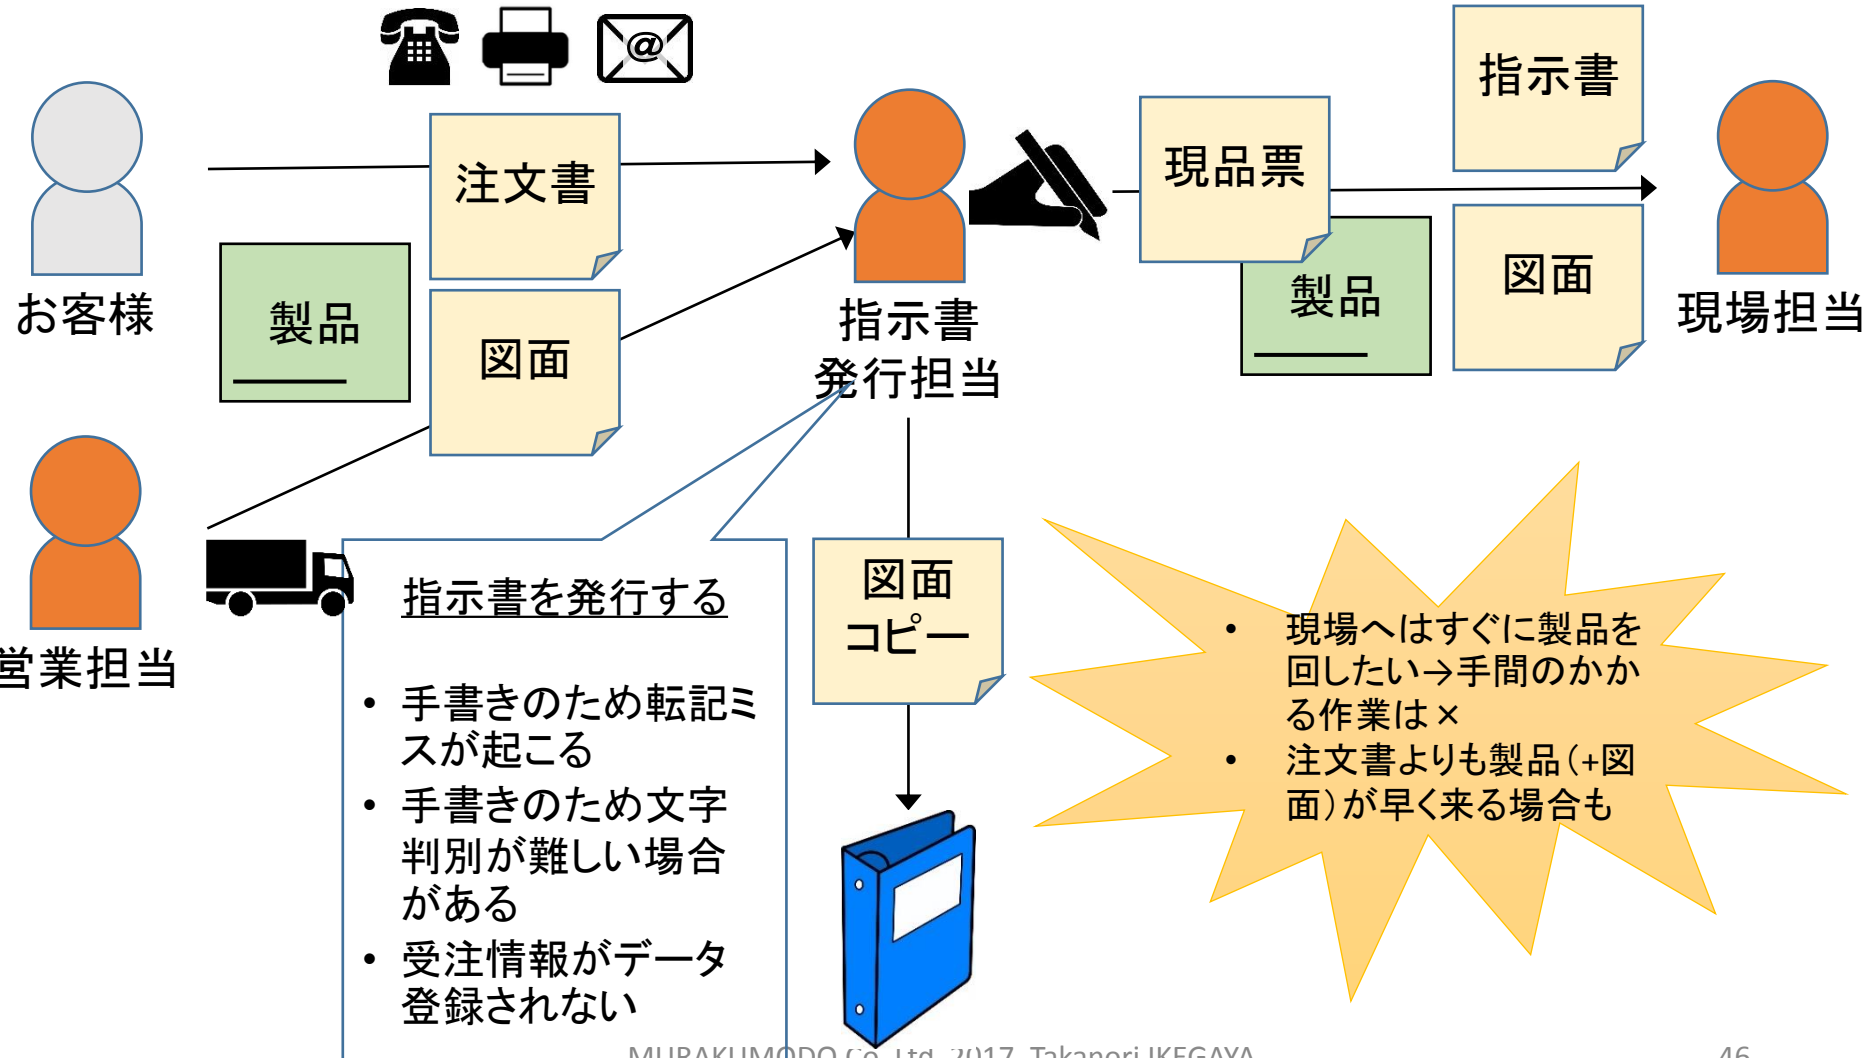 @
注文書
指示書
現品票
お客様
製品
図面
指示書
発行担当
製品
図面
現場担当
営業担当
指示書を発行する
• 手書きのため転記ミ
スが起こる
• 手書きのため文字
判別が難しい場合
がある
• 受注情報がデータ
登録されない
図面
コピー
• 現場へはすぐに製品を
回したい→手間のかか
る作業は×
• 注文書よりも製品（+図
面）が早く来る場合も
MURAKUMODO Co. Ltd. 2017 Takanori IKEGAYA
46